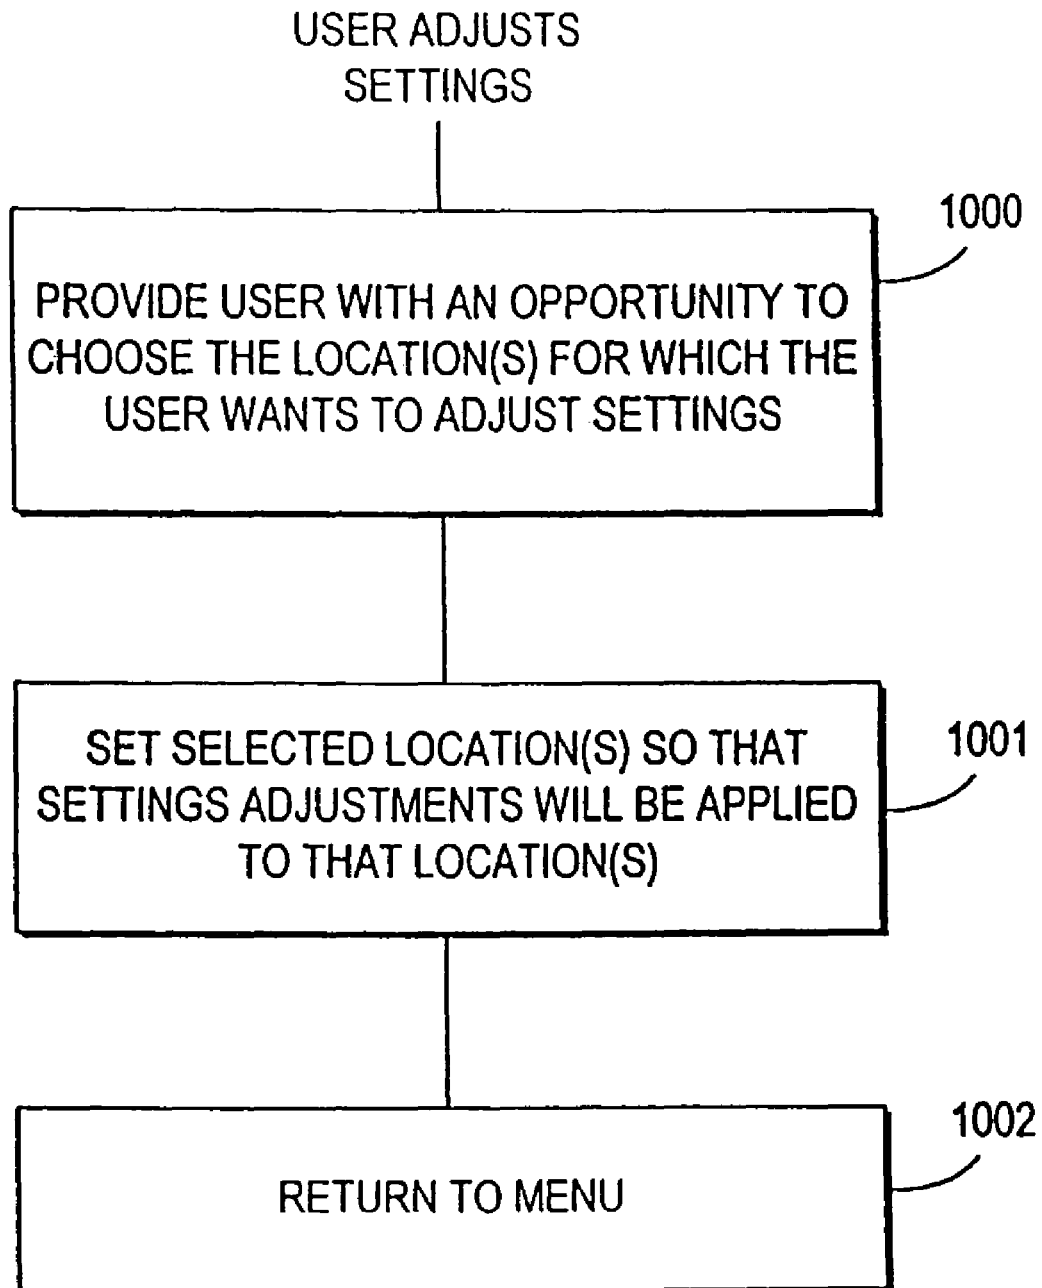 USER ADJUSTS
SETTINGS
1000
PROVIDE USER WITH AN OPPORTUNITY TO
CHOOSE THE LOCATION(S) FOR WHICH THE
USER WANTS TO ADJUST SETTINGS
1001
SET SELECTED LOCATION(S) SO THAT
SETTINGS ADJUSTMENTS WILL BE APPLIED
TO THAT LOCATION(S)
1002
RETURN TO MENU